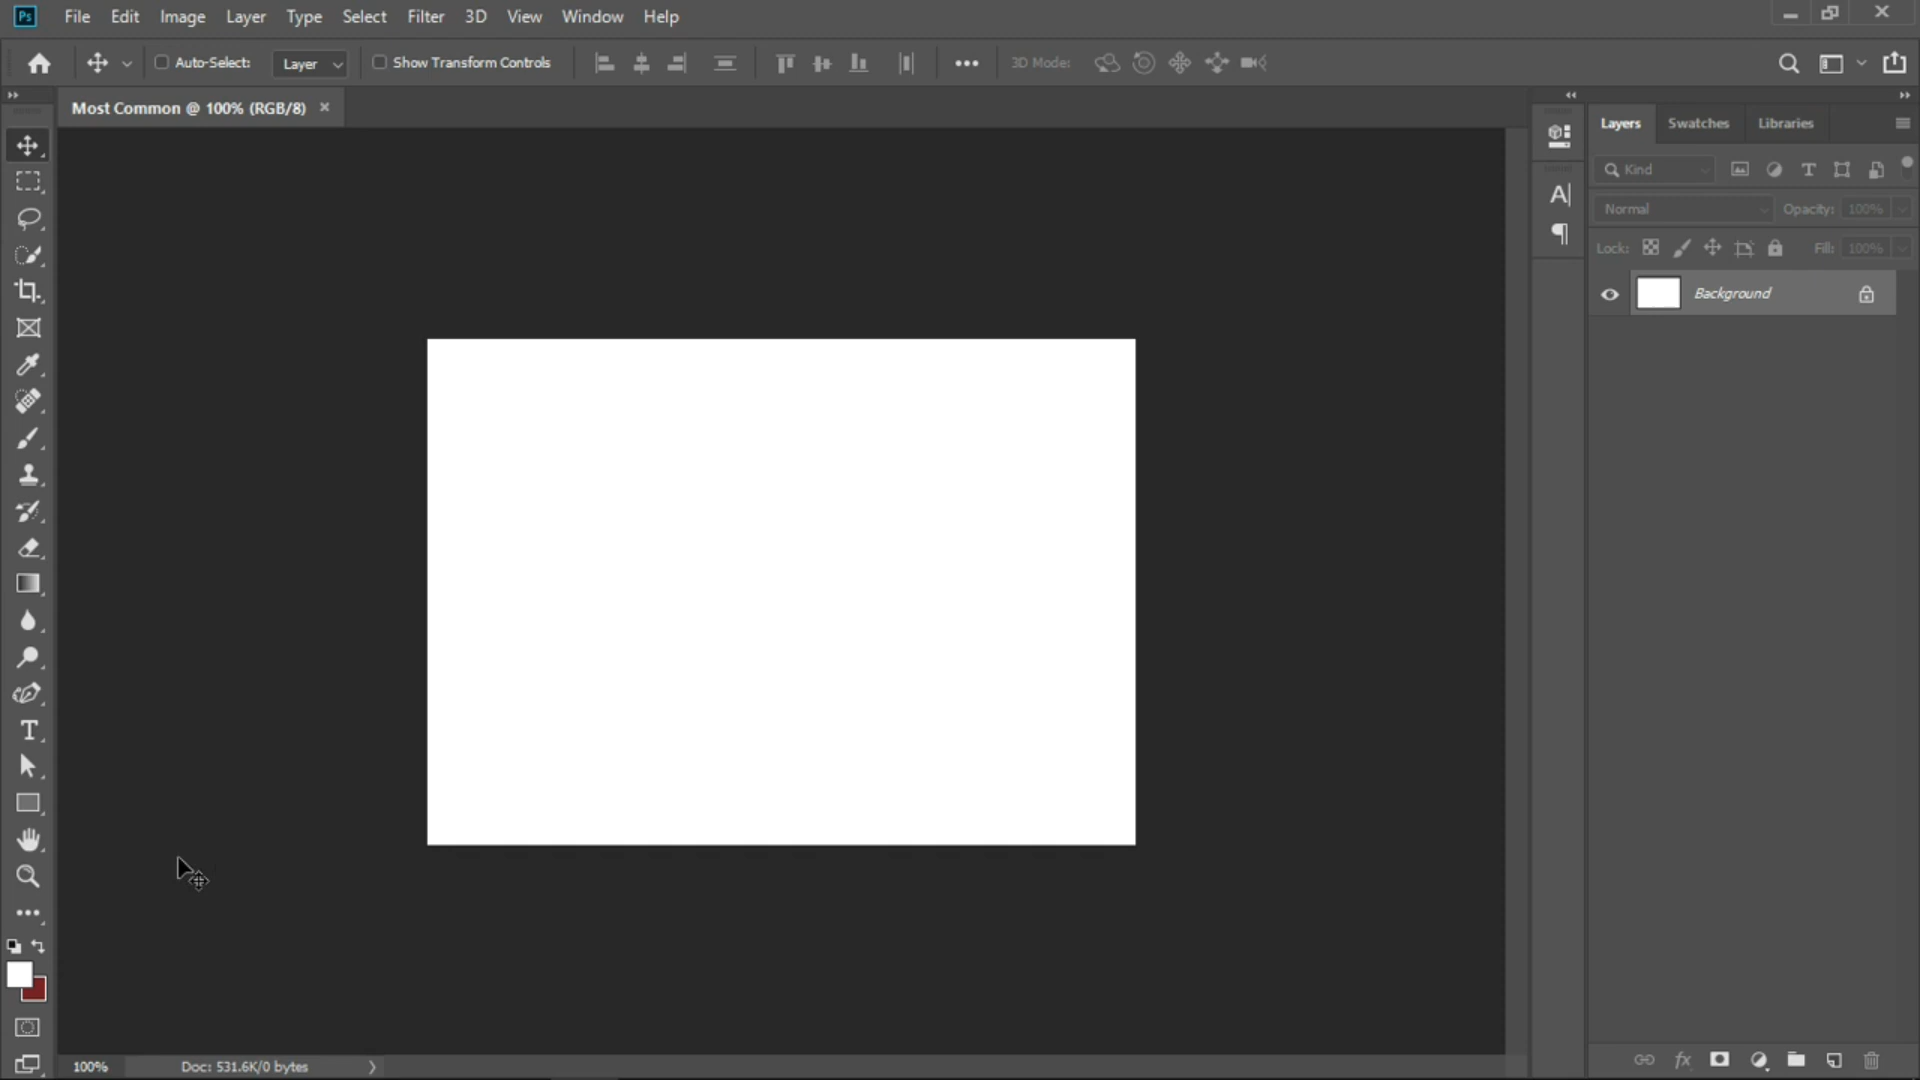 Ps File Edit Image Layer Type Select Filter 3D View Window Help
Auto-Select: Layer Show Transform Controls 3D Mode:
Most Common @ 100% (RGB/8) ×
Layers Swatches Libraries
Kind
Normal Opacity: 100%
Lock: Fill: 100%
Background
100% Doc: 531.6K/0 bytes